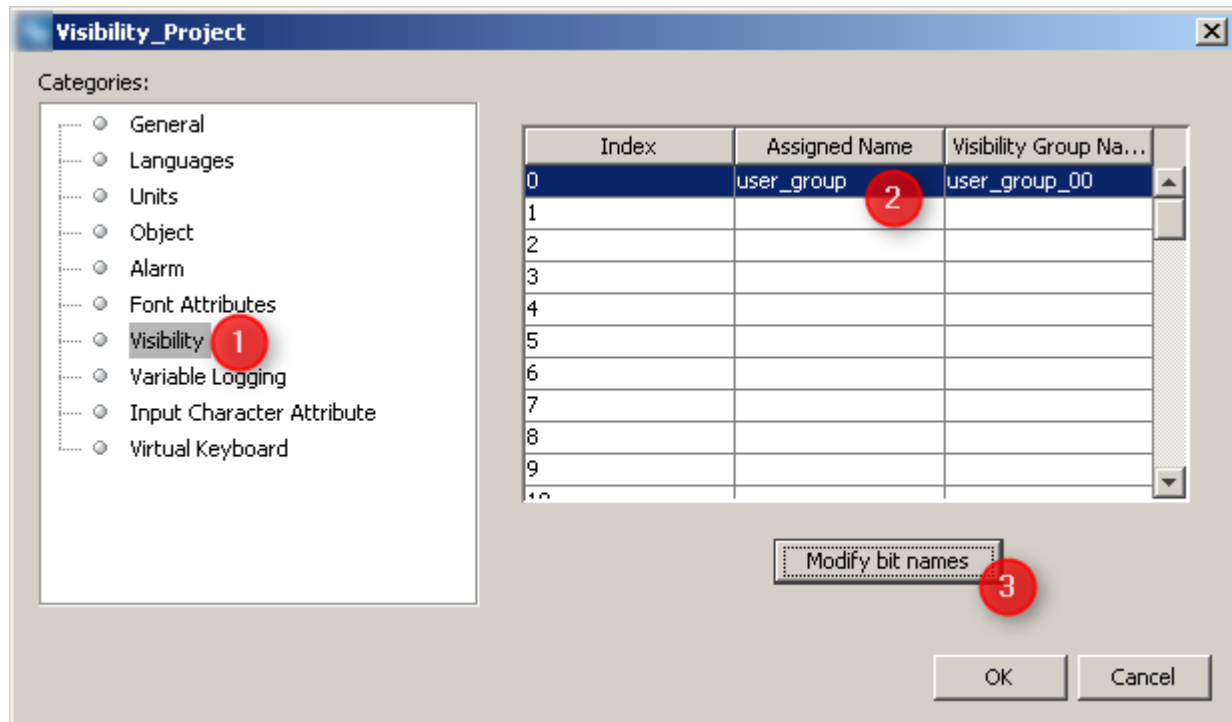 Visibility_Project
Categories:
General
Languages
Units
Object
Alarm
Font Attributes
Visibility 1
Variable Logging
Input Character Attribute
Virtual Keyboard
Index Assigned Name Visibility Group Na...
0 user_group 2 user_group_00
1
2
3
4
5
6
7
8
9
10
Modify bit names 3
OK Cancel